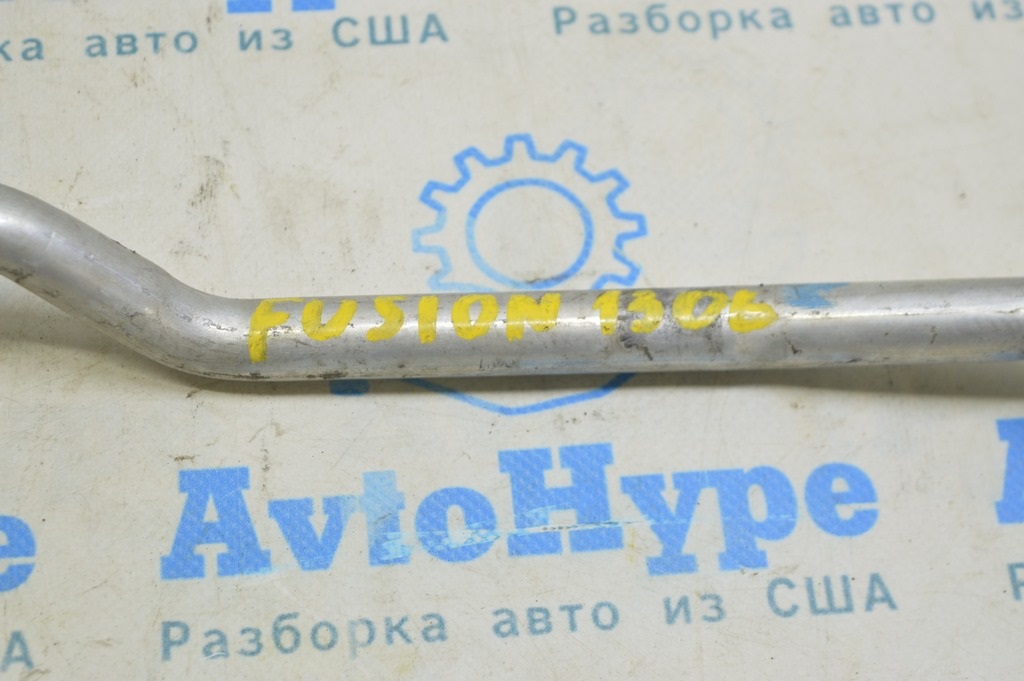 ка авто из США
Разборка авто из
FUSION 1306
AvtoHype
Разборка авто из США